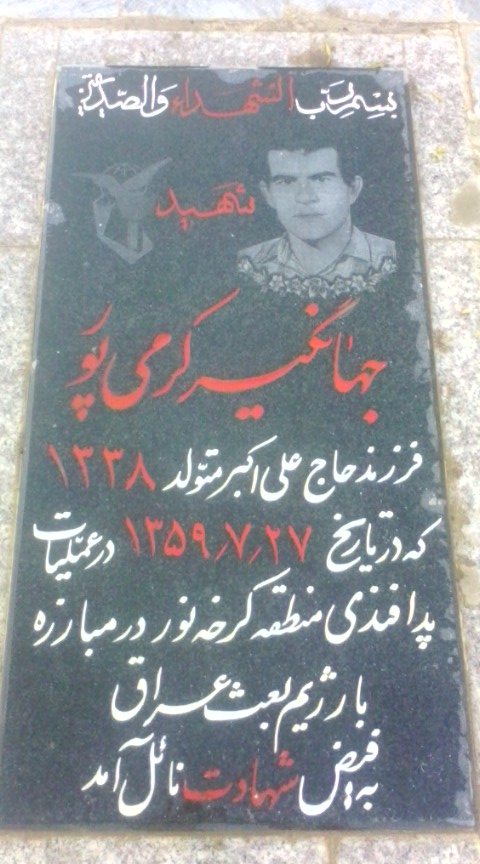 بسم رب الشهداء والصدیقین
شهید
جهانگیر کرمی پور
فرزند حاج علی اکبر متولد ۱۳۳۸
که در تاریخ ۱۳۵۹٫۷٫۲۷ در عملیات
پدافندی منطقه کرخه نور در مبارزه
با رژیم بعث عراق
به فیض شهادت نائل آمد